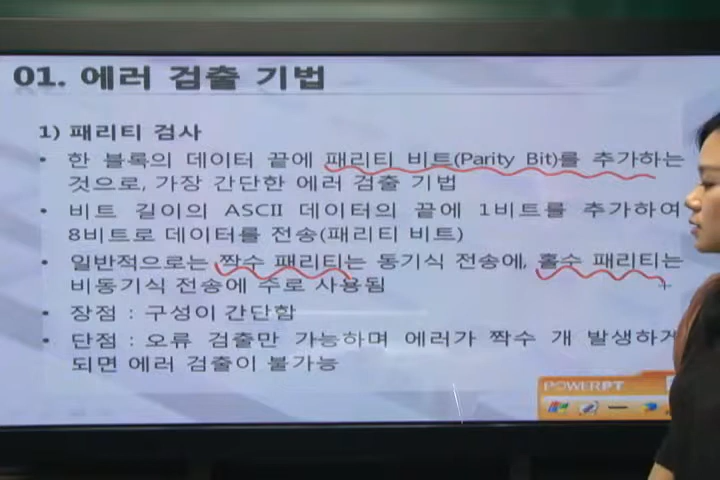 01. 에러 검출 기법
1) 패리티 검사
• 한 블록의 데이터 끝에 패리티 비트(Parity Bit)를 추가하는
것으로, 가장 간단한 에러 검출 기법
• 비트 길이의 ASCII 데이터의 끝에 1비트를 추가하여
8비트로 데이터를 전송(패리티 비트)
• 일반적으로는 짝수 패리티는 동기식 전송에, 홀수 패리티는
비동기식 전송에 주로 사용됨
• 장점 : 구성이 간단함
• 단점 : 오류 검출만 가능하며 에러가 짝수 개 발생하게
되면 에러 검출이 불가능
POWERPT